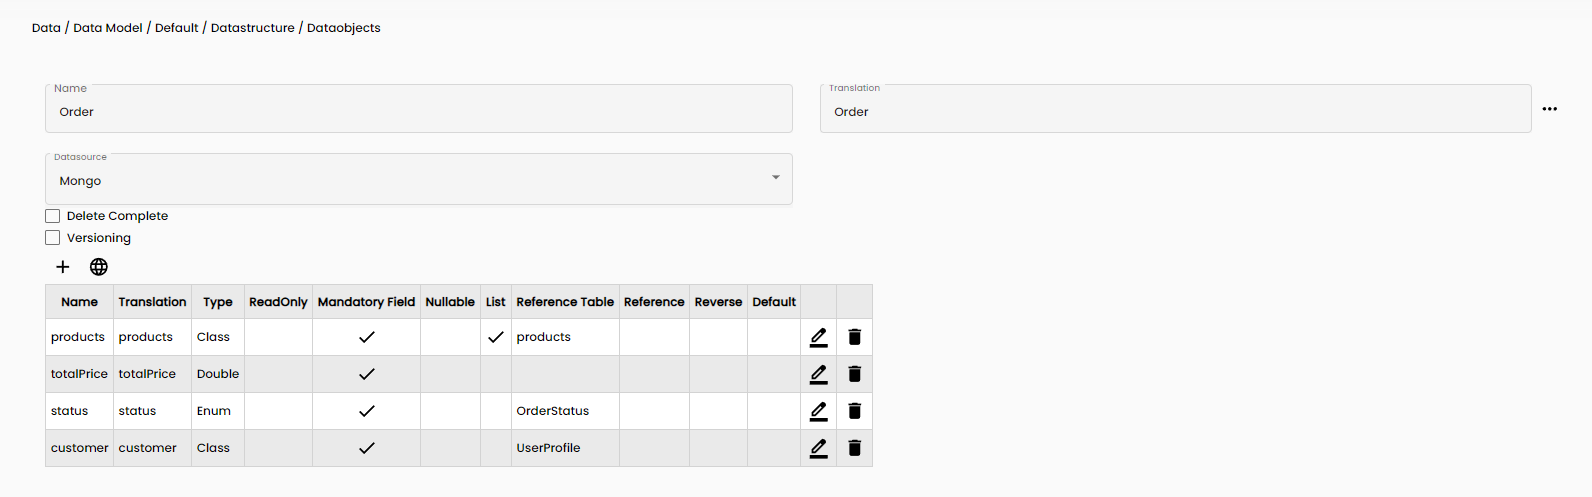 Data / Data Model / Default / Datastructure / Dataobjects
Name
Order
Translation
Order
Datasource
Mongo
Delete Complete
Versioning
Name Translation Type ReadOnly Mandatory Field Nullable List Reference Table Reference Reverse Default
products products Class products
totalPrice totalPrice Double
status status Enum OrderStatus
customer customer Class UserProfile